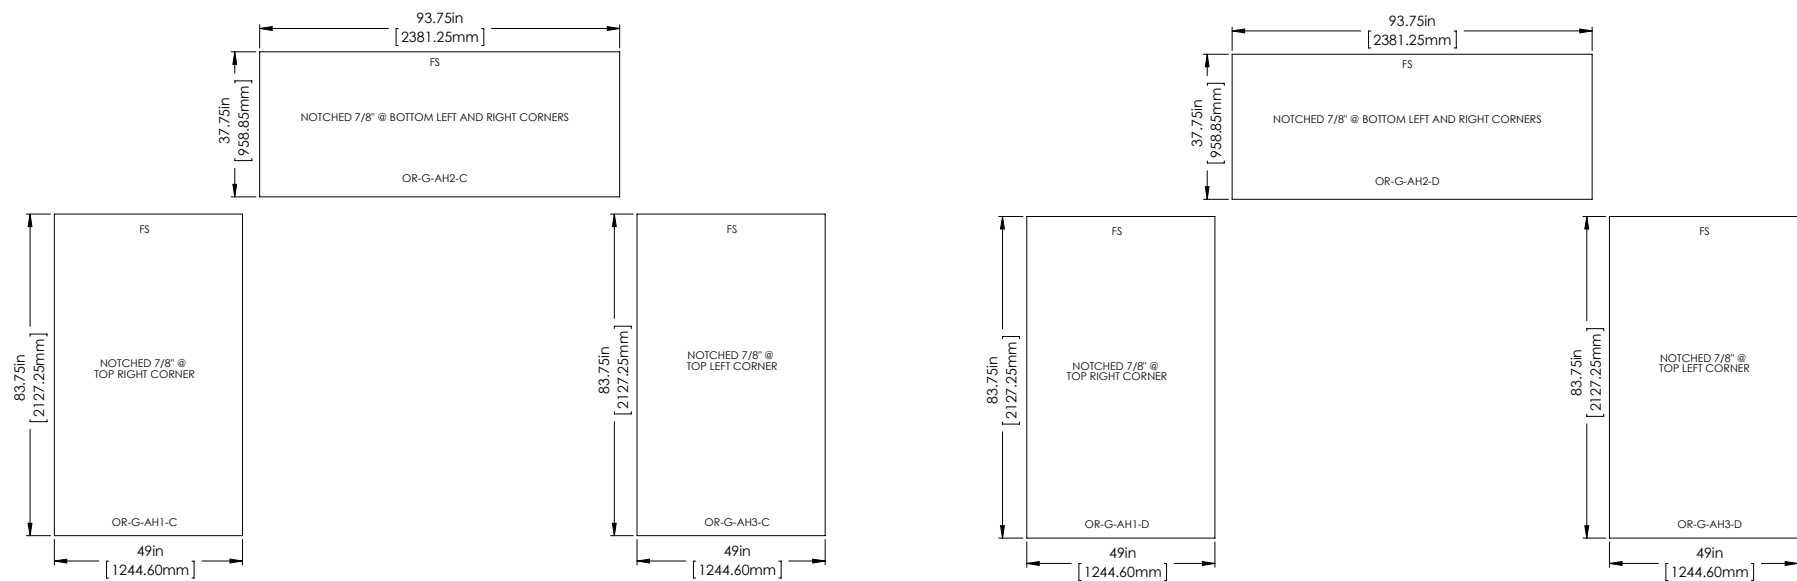 93.75in
[2381.25mm]
37.75in
[958.85mm]
FS
NOTCHED 7/8" @ BOTTOM LEFT AND RIGHT CORNERS
OR-G-AH2-C
83.75in
[2127.25mm]
FS
NOTCHED 7/8" @
TOP RIGHT CORNER
OR-G-AH1-C
49in
[1244.60mm]
83.75in
[2127.25mm]
FS
NOTCHED 7/8" @
TOP LEFT CORNER
OR-G-AH3-C
49in
[1244.60mm]
93.75in
[2381.25mm]
37.75in
[958.85mm]
FS
NOTCHED 7/8" @ BOTTOM LEFT AND RIGHT CORNERS
OR-G-AH2-D
83.75in
[2127.25mm]
FS
NOTCHED 7/8" @
TOP RIGHT CORNER
OR-G-AH1-D
49in
[1244.60mm]
83.75in
[2127.25mm]
FS
NOTCHED 7/8" @
TOP LEFT CORNER
OR-G-AH3-D
49in
[1244.60mm]